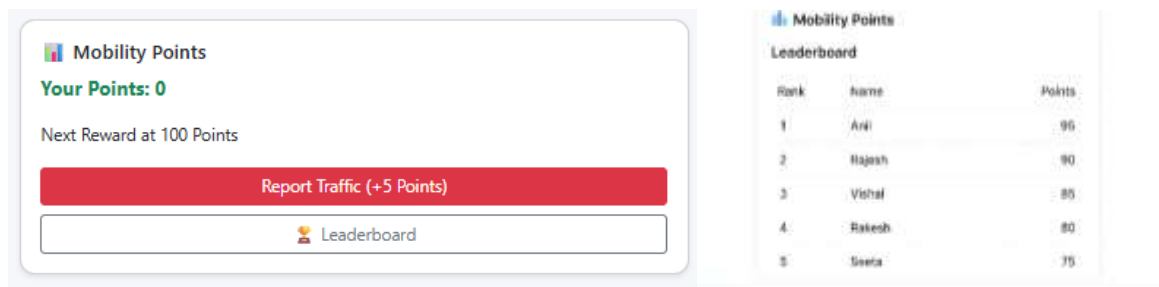 Mobility Points
Your Points: 0
Next Reward at 100 Points
Report Traffic (+5 Points)
Leaderboard
Mobility Points
Leaderboard
Rank Name Points
1 Anil 95
2 Rajesh 90
3 Vishal 85
4 Rakesh 80
5 Seeta 75